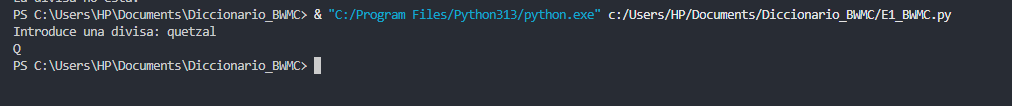 PS C:\Users\HP\Documents\Diccionario_BWMC> & "C:/Program Files/Python313/python.exe" c:/Users/HP/Documents/Diccionario_BWMC/E1_BWMC.py
Introduce una divisa: quetzal
Q
PS C:\Users\HP\Documents\Diccionario_BWMC>